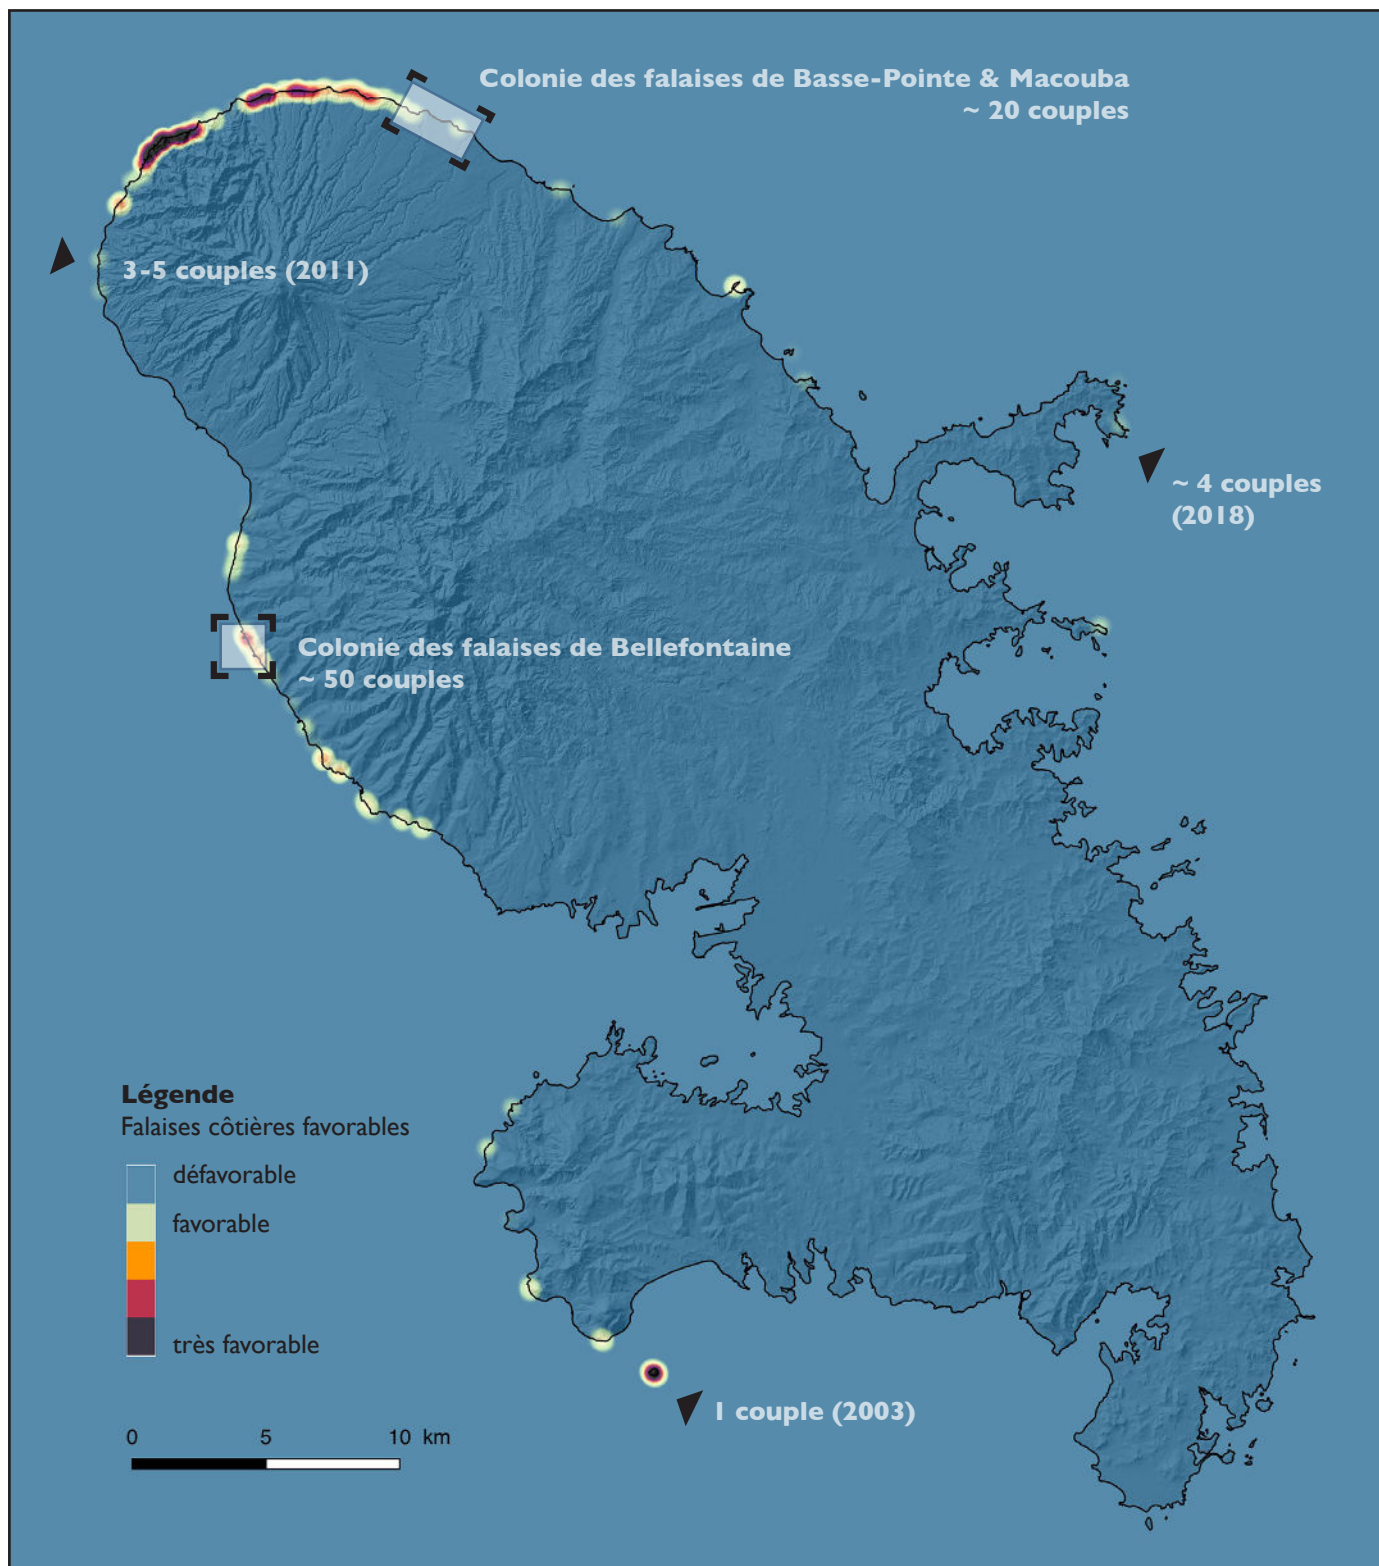 Colonie des falaises de Basse-Pointe & Macouba
~ 20 couples
3-5 couples (2011)
~ 4 couples
(2018)
Colonie des falaises de Bellefontaine
~ 50 couples
Légende
Falaises côtières favorables
défavorable
favorable
très favorable
1 couple (2003)
0 5 10 km